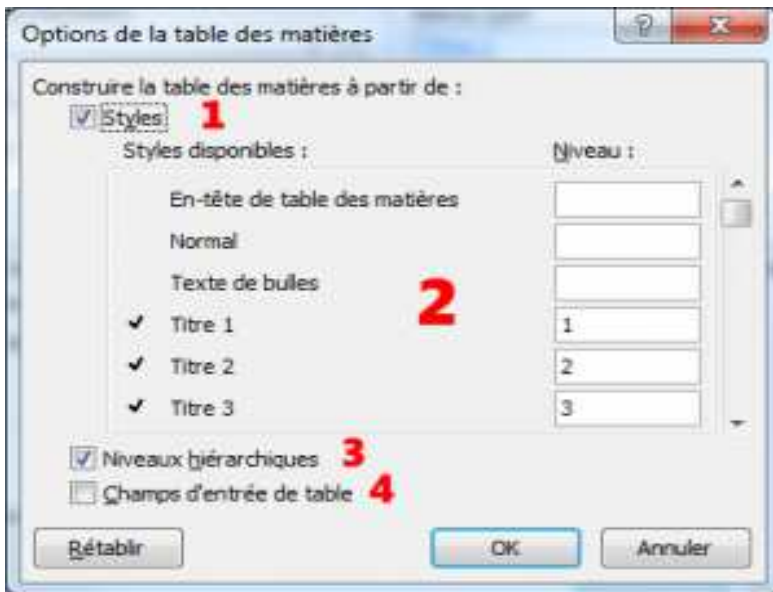 Options de la table des matières
Construire la table des matières à partir de :
Styles 1
Styles disponibles : Niveau :
En-tête de table des matières
Normal
Texte de bulles
2
Titre 1 1
Titre 2 2
Titre 3 3
Niveaux hiérarchiques 3
Champs d'entrée de table 4
Rétablir OK Annuler